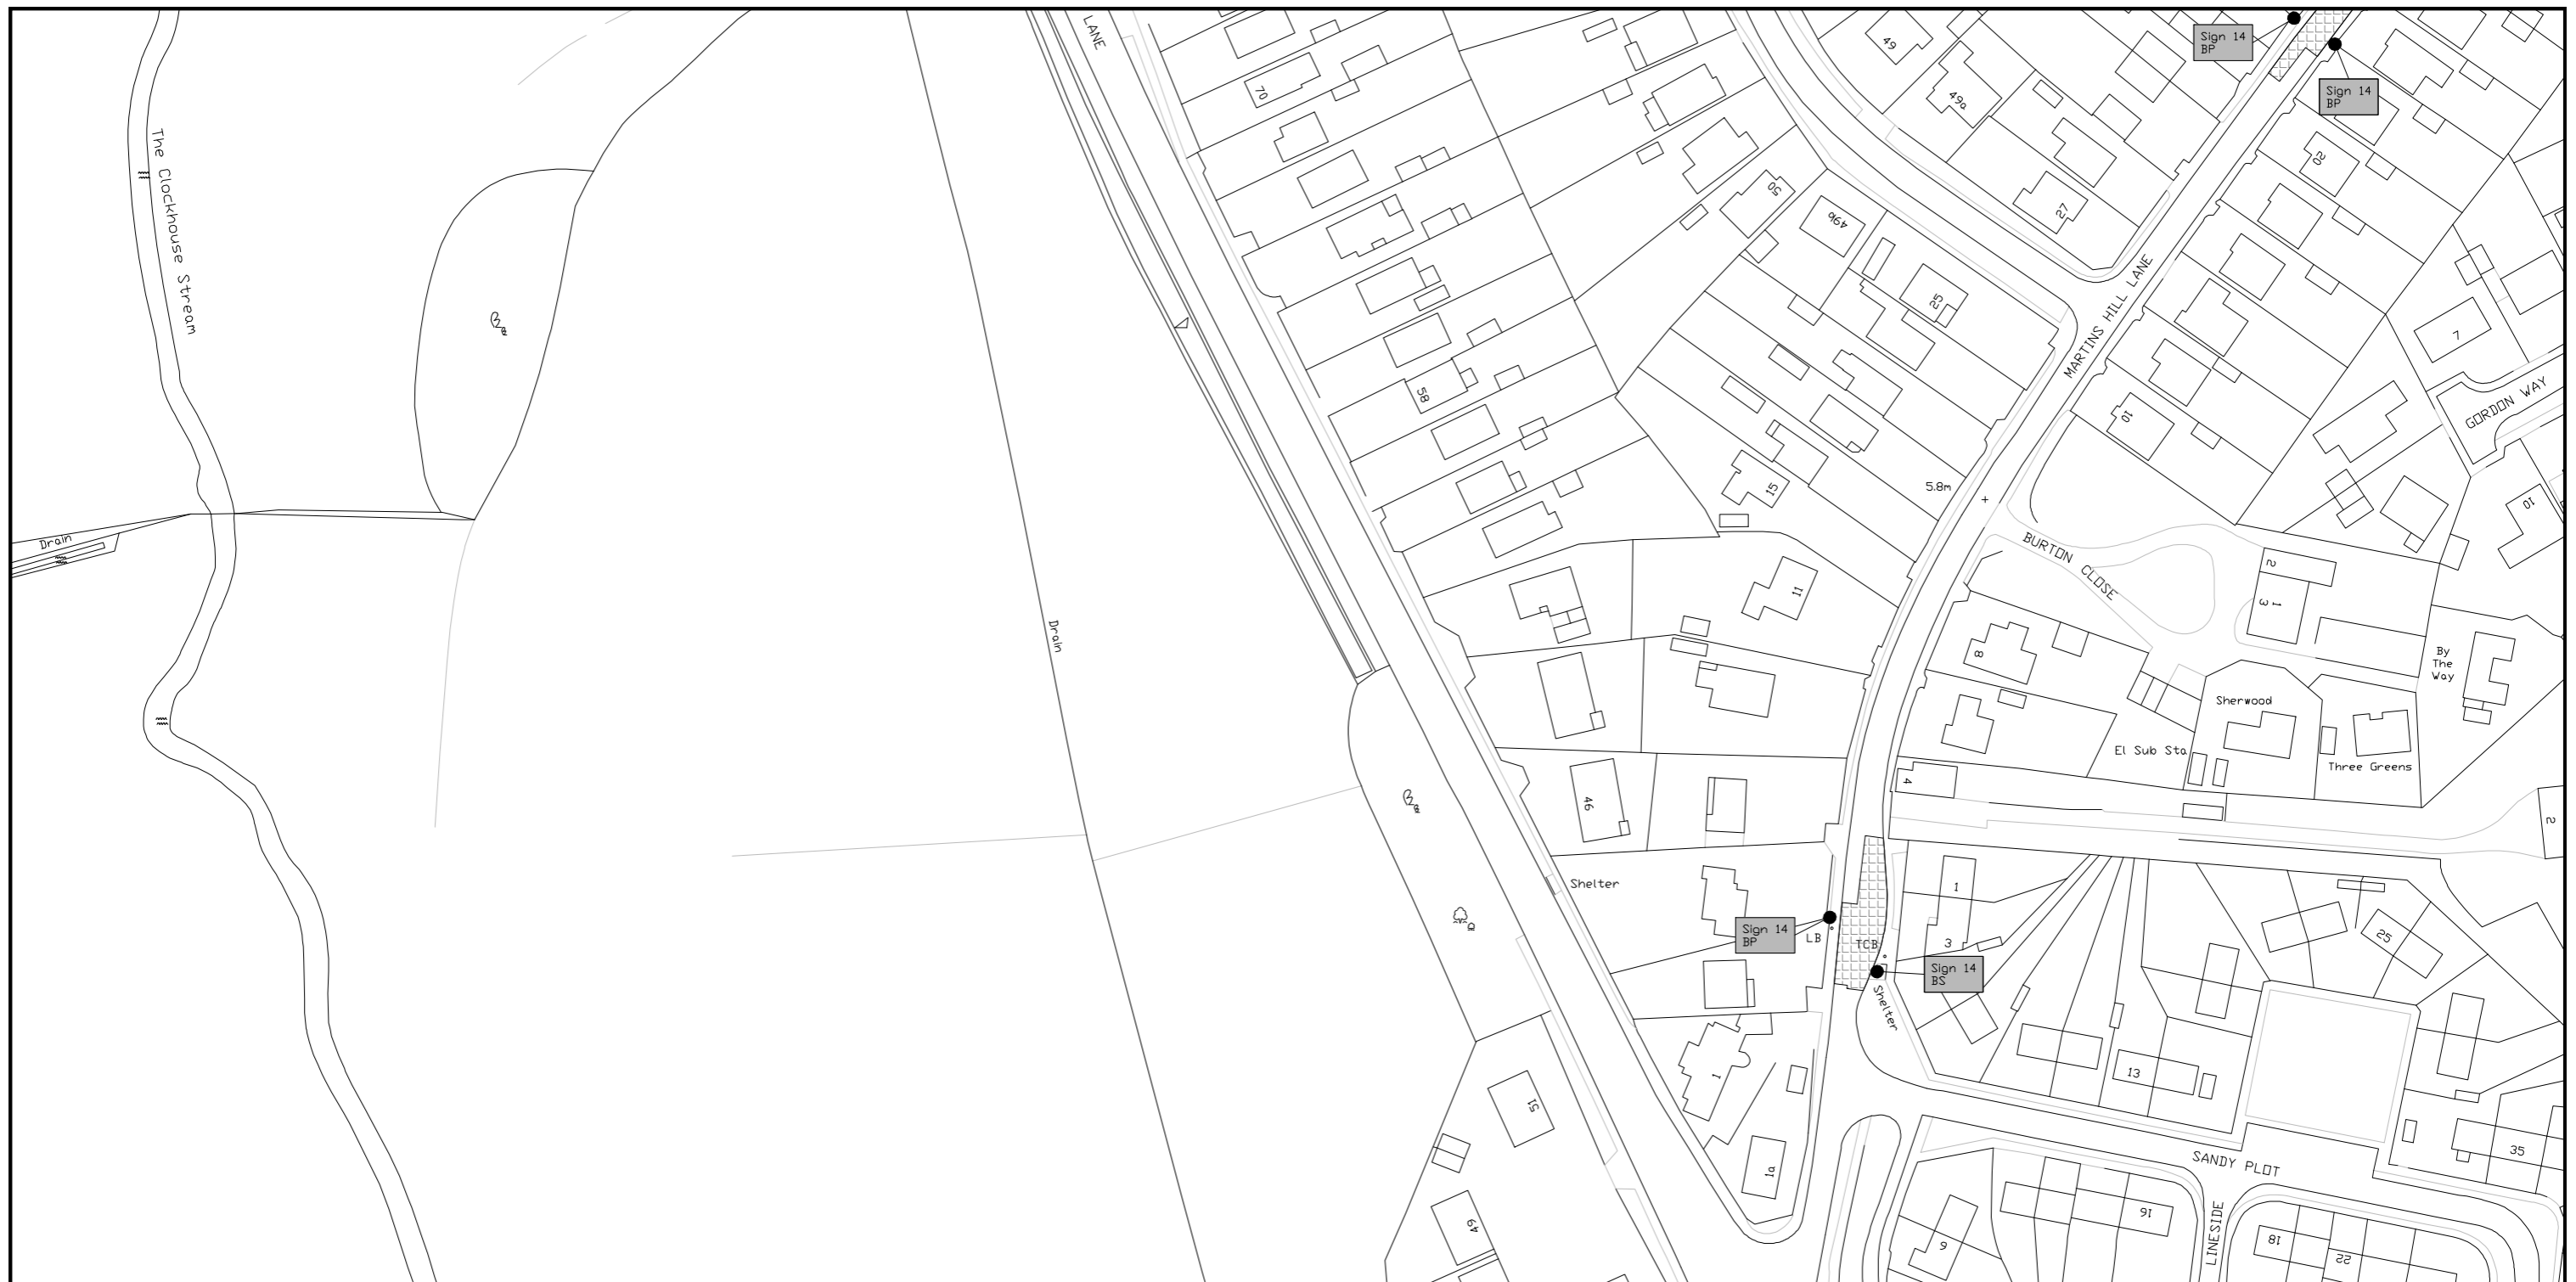 LANE
Sign 14
BP
49
70
Sign 14
BP
49a
The Clockhouse Stream
20
50
49b
27
25
MARTINS HILL LANE
7
58
GORDON WAY
10
15
5.8m
10
Drain
BURTON CLOSE
2
11
1
3
Drain
8
By
The
Way
Sherwood
El Sub Sta
Three Greens
4
46
2
Shelter
1
Sign 14
BP
LB
TCB
3
25
Sign 14
BS
Shelter
1
13
51
35
1a
SANDY PLOT
49
16
LINESIDE
6
18
22